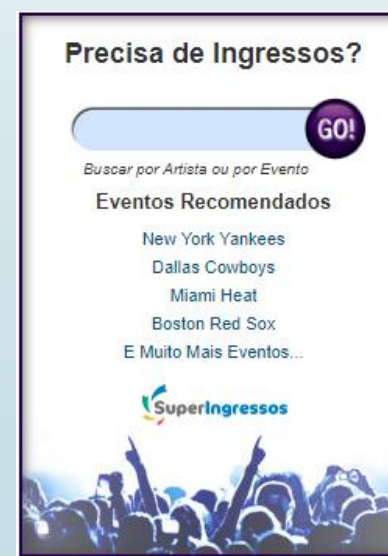 Precisa de Ingressos?
GO!
Buscar por Artista ou por Evento
Eventos Recomendados
New York Yankees
Dallas Cowboys
Miami Heat
Boston Red Sox
E Muito Mais Eventos...
SuperIngressos